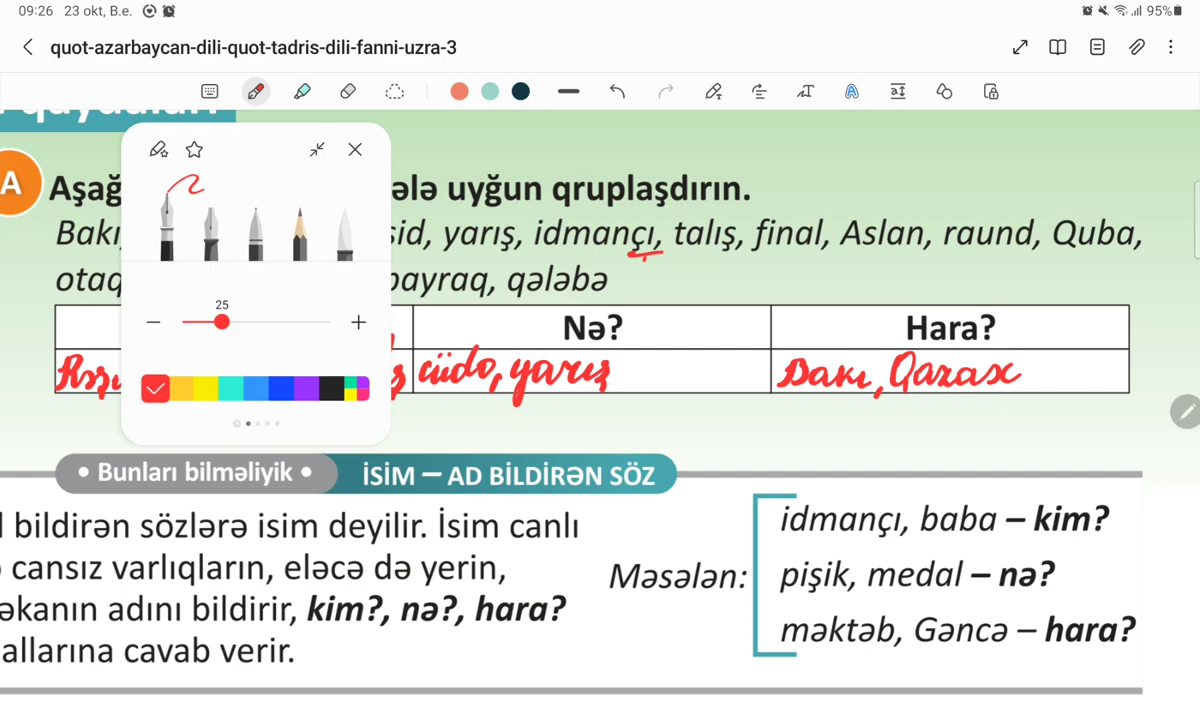 09:26 23 okt, B.e. 95%
quot-azarbaycan-dili-quot-tadris-dili-fanni-uzra-3
A
Aşağ ələ uyğun qruplaşdırın.
Bakı, sid, yarış, idmançı, talış, final, Aslan, raund, Quba,
otaq bayraq, qələbə
25
Nə? Hara?
cüdo, yarış Bakı, Qazax
• Bunları bilməliyik • İSİM – AD BİLDİRƏN SÖZ
bildirən sözlərə isim deyilir. İsim canlı
cansız varlıqların, eləcə də yerin,
əkanın adını bildirir, kim?, nə?, hara?
allarına cavab verir.
Məsələn:
idmançı, baba – kim?
pişik, medal – nə?
məktəb, Gəncə – hara?